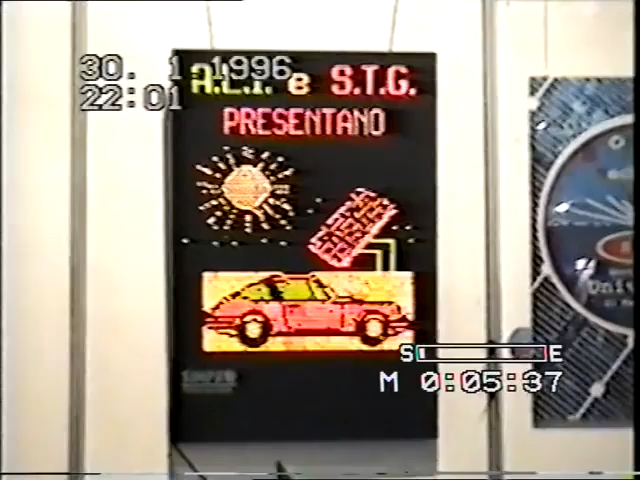 30. 1 1996
22:01
A.L.I. e S.T.G.
PRESENTANO
S E
M 0:05:37